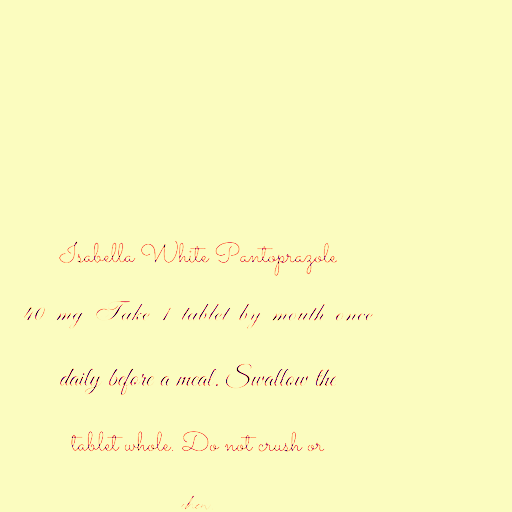 Isabella White Pantoprazole
40 mg Take 1 tablet by mouth once
daily before a meal. Swallow the
tablet whole. Do not crush or